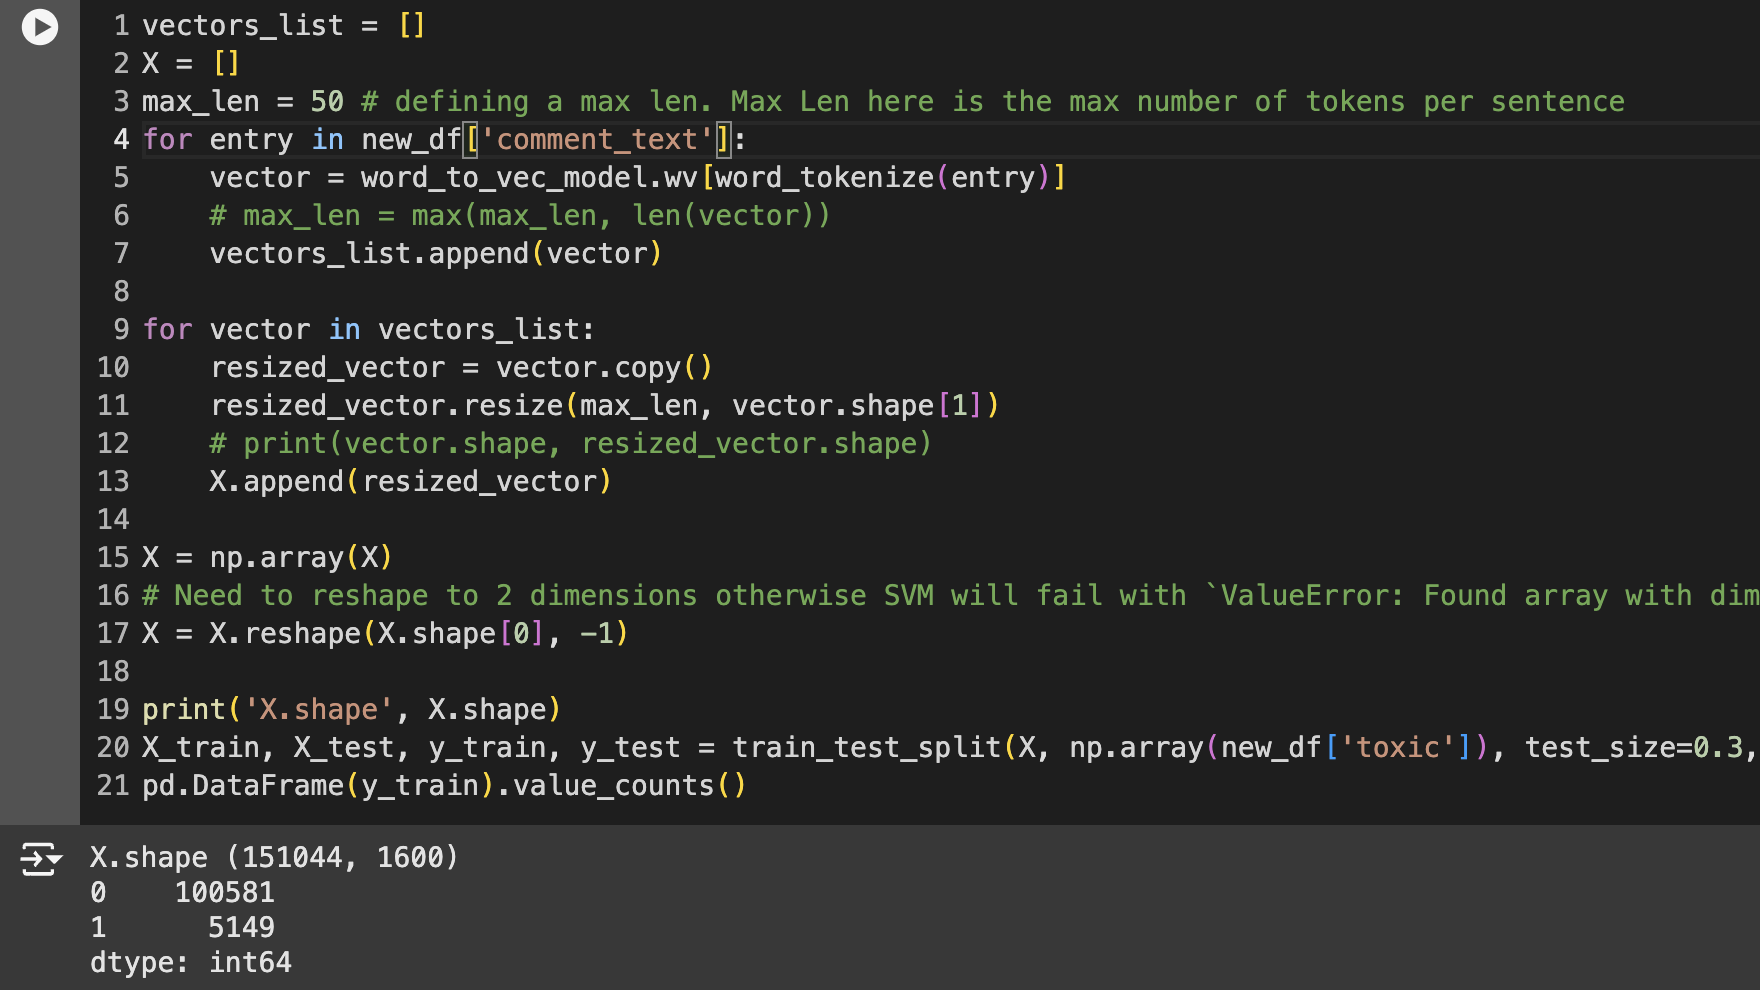 1 vectors_list = []
2 X = []
3 max_len = 50 # defining a max len. Max Len here is the max number of tokens per sentence
4 for entry in new_df['comment_text']:
5     vector = word_to_vec_model.wv[word_tokenize(entry)]
6     # max_len = max(max_len, len(vector))
7     vectors_list.append(vector)
8
9 for vector in vectors_list:
10     resized_vector = vector.copy()
11     resized_vector.resize(max_len, vector.shape[1])
12     # print(vector.shape, resized_vector.shape)
13     X.append(resized_vector)
14
15 X = np.array(X)
16 # Need to reshape to 2 dimensions otherwise SVM will fail with `ValueError: Found array with dim
17 X = X.reshape(X.shape[0], -1)
18
19 print('X.shape', X.shape)
20 X_train, X_test, y_train, y_test = train_test_split(X, np.array(new_df['toxic']), test_size=0.3,
21 pd.DataFrame(y_train).value_counts()
X.shape (151044, 1600)
0    100581
1      5149
dtype: int64